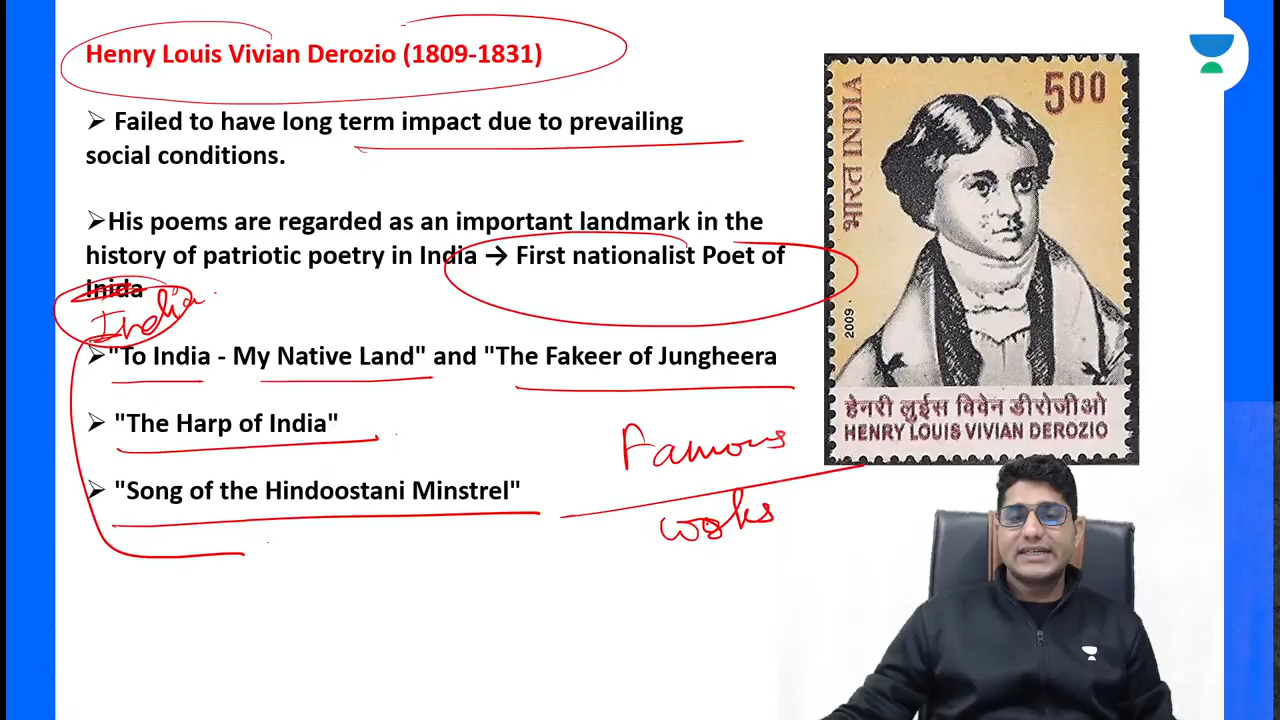 Henry Louis Vivian Derozio (1809-1831)
➢ Failed to have long term impact due to prevailing
social conditions.
➢His poems are regarded as an important landmark in the
history of patriotic poetry in India → First nationalist Poet of
Inida
India
➢"To India - My Native Land" and "The Fakeer of Jungheera
➢ "The Harp of India"
➢ "Song of the Hindoostani Minstrel"
Famous
works
भारत INDIA
500
2009
हेनरी लुईस विवेन डीरोजीओ
HENRY LOUIS VIVIAN DEROZIO